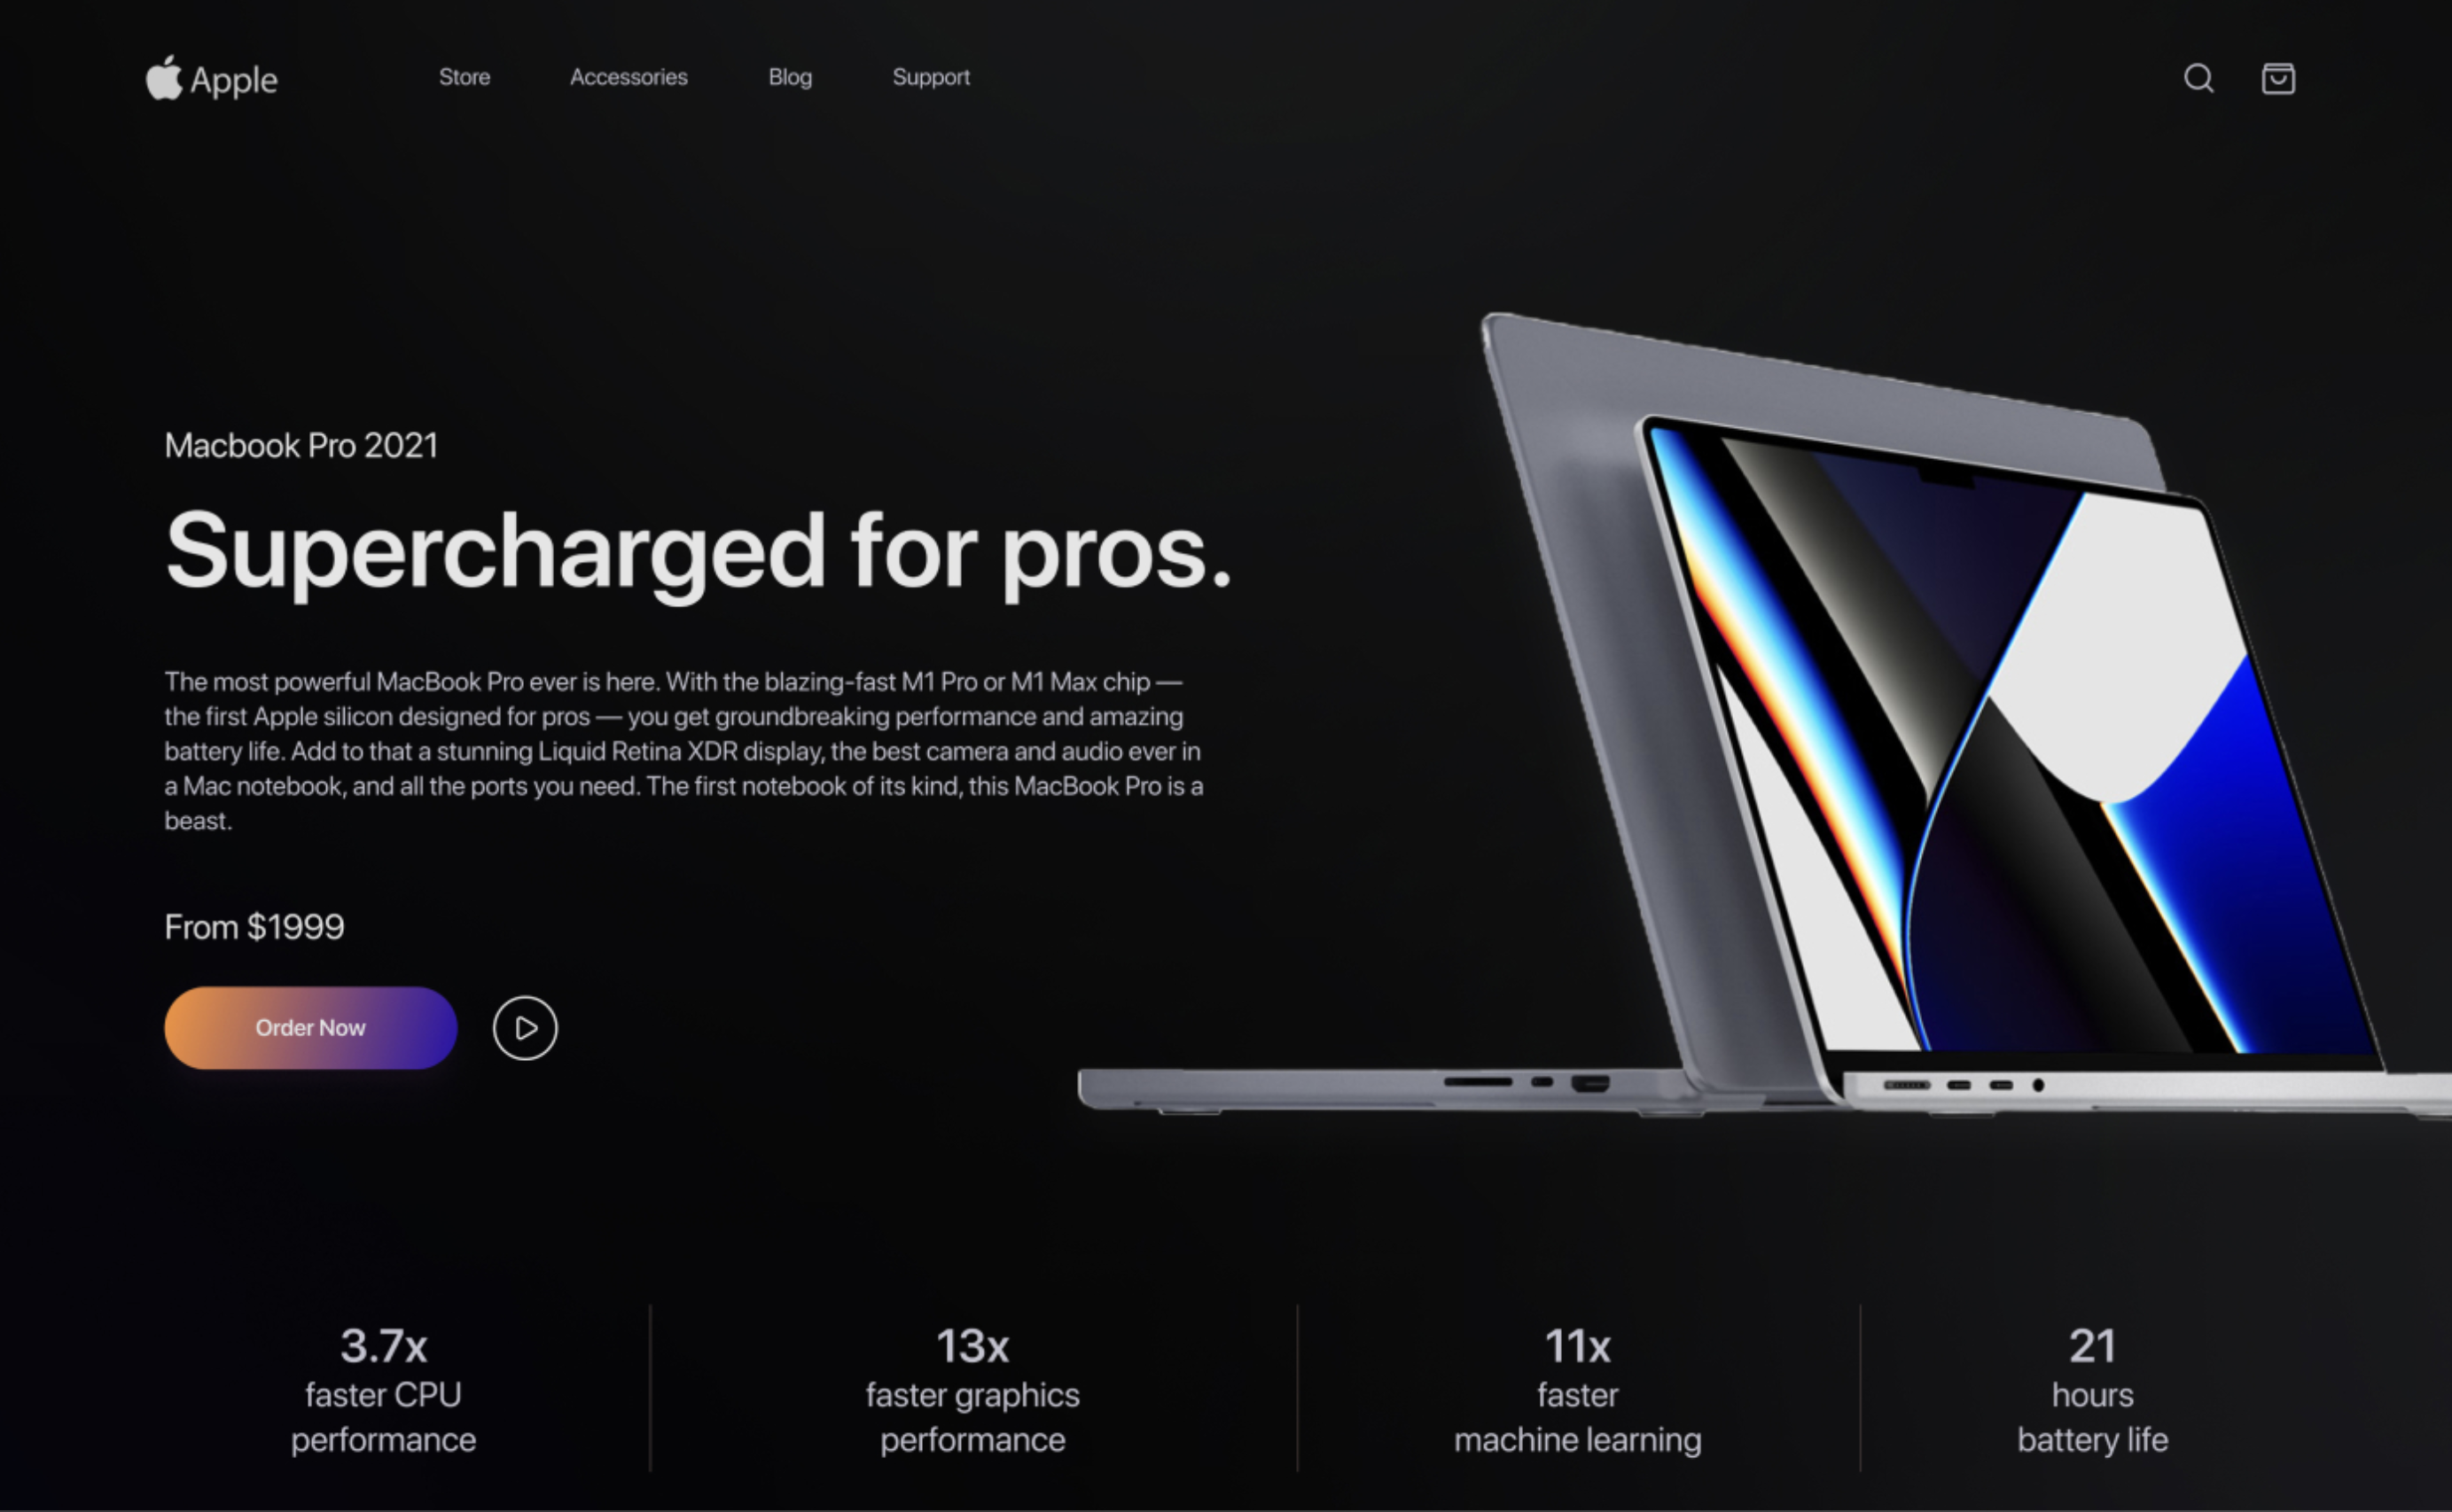 Apple
Store
Accessories
Blog
Support
Macbook Pro 2021
Supercharged for pros.
The most powerful MacBook Pro ever is here. With the blazing-fast M1 Pro or M1 Max chip —
the first Apple silicon designed for pros — you get groundbreaking performance and amazing
battery life. Add to that a stunning Liquid Retina XDR display, the best camera and audio ever in
a Mac notebook, and all the ports you need. The first notebook of its kind, this MacBook Pro is a
beast.
From $1999
Order Now
3.7x
faster CPU
performance
13x
faster graphics
performance
11x
faster
machine learning
21
hours
battery life